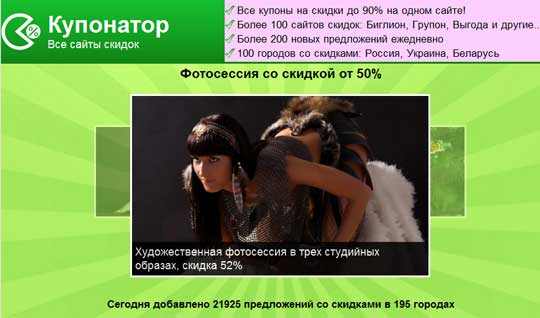 Купонатор
Все сайты скидок
Все купоны на скидки до 90% на одном сайте!
Более 100 сайтов скидок: Биглион, Групон, Выгода и другие...
Более 200 новых предложений ежедневно
100 городов со скидками: Россия, Украина, Беларусь
Фотосессия со скидкой от 50%
Художественная фотосессия в трех студийных
образах, скидка 52%
Сегодня добавлено 21925 предложений со скидками в 195 городах